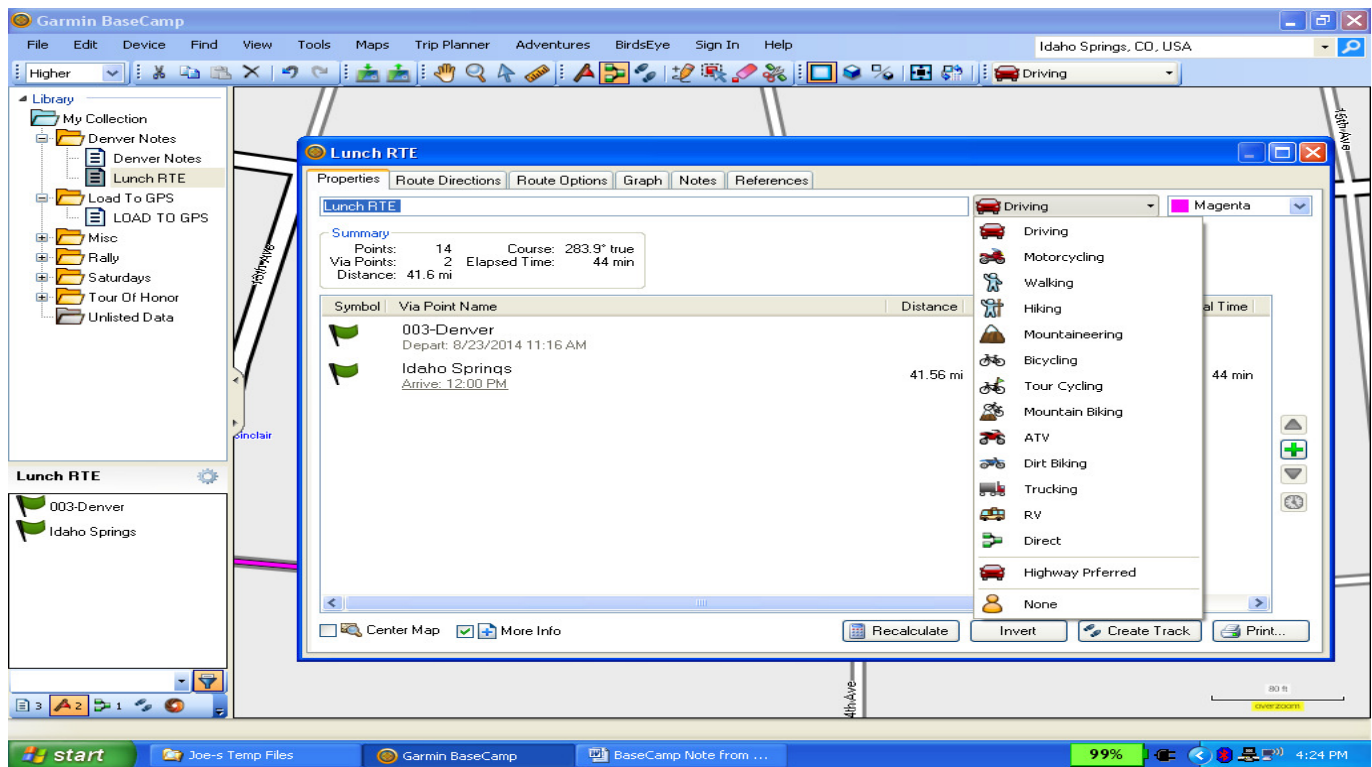 Garmin BaseCamp
File Edit Device Find View Tools Maps Trip Planner Adventures BirdsEye Sign In Help
Idaho Springs, CO, USA
Higher
Driving
Library
My Collection
Denver Notes
Denver Notes
Lunch RTE
Load To GPS
LOAD TO GPS
Misc
Rally
Saturdays
Tour Of Honor
Unlisted Data
Lunch RTE
003-Denver
Idaho Springs
3 2 1
16th Ave
15th Ave
Sinclair
4th Ave
Lunch RTE
Properties Route Directions Route Options Graph Notes References
Lunch RTE
Driving
Magenta
Summary
Points: 14 Course: 283.9° true
Via Points: 2 Elapsed Time: 44 min
Distance: 41.6 mi
Symbol Via Point Name Distance al Time
003-Denver
Depart: 8/23/2014 11:16 AM
Idaho Springs
Arrive: 12:00 PM
41.56 mi
44 min
Driving
Motorcycling
Walking
Hiking
Mountaineering
Bicycling
Tour Cycling
Mountain Biking
ATV
Dirt Biking
Trucking
RV
Direct
Highway Prferred
None
Center Map More Info
Recalculate Invert Create Track Print...
80 ft
overzoom
start Joe-s Temp Files Garmin BaseCamp BaseCamp Note from ... 99% 4:24 PM